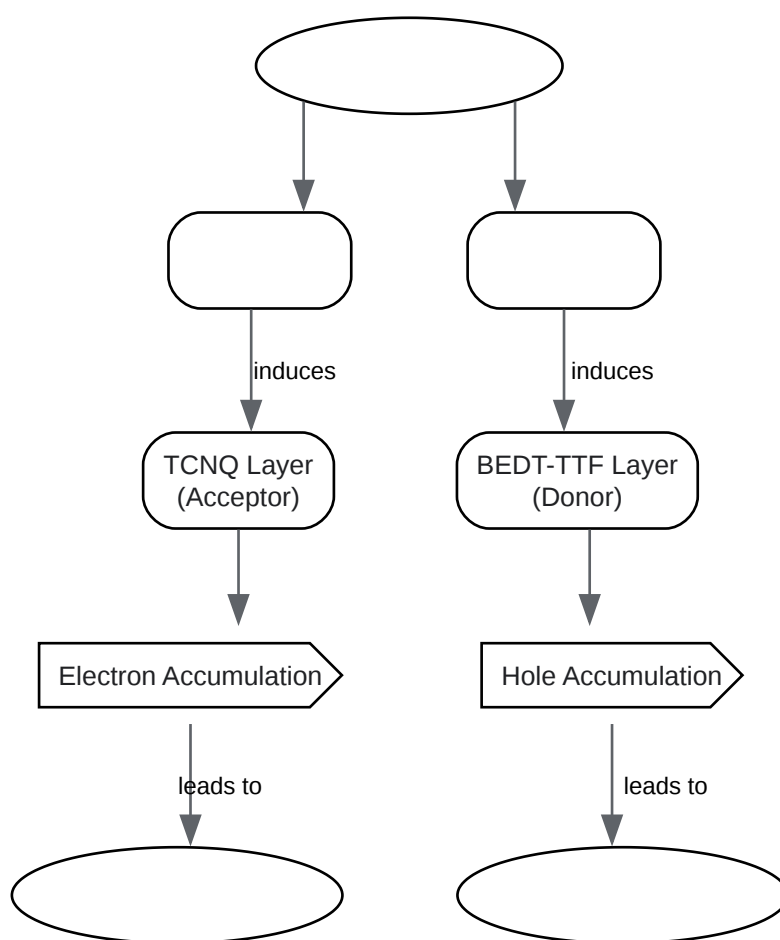 induces
induces
TCNQ Layer
(Acceptor)
BEDT-TTF Layer
(Donor)
Electron Accumulation
Hole Accumulation
leads to
leads to